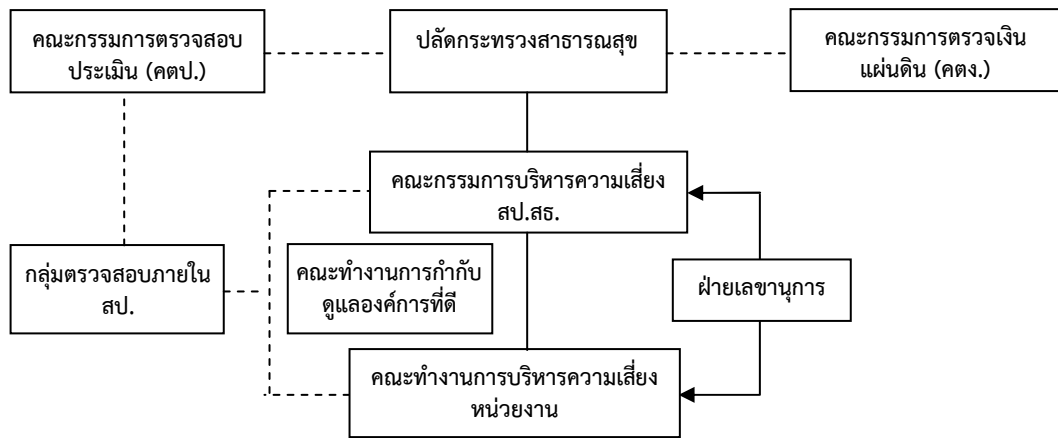 คณะกรรมการตรวจสอบ
ประเมิน (คตป.)
ปลัดกระทรวงสาธารณสุข
คณะกรรมการตรวจเงิน
แผ่นดิน (คตง.)
คณะกรรมการบริหารความเสี่ยง
สป.สธ.
กลุ่มตรวจสอบภายใน
สป.
คณะทำงานการกำกับ
ดูแลองค์การที่ดี
ฝ่ายเลขานุการ
คณะทำงานการบริหารความเสี่ยง
หน่วยงาน